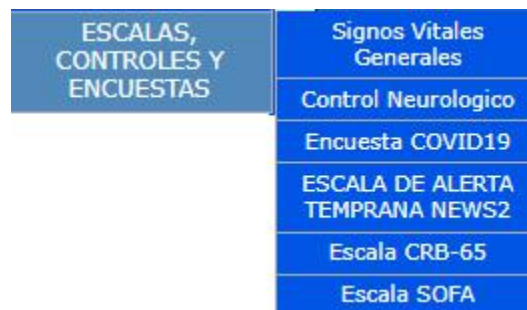 ESCALAS,
CONTROLES Y
ENCUESTAS
Signos Vitales
Generales
Control Neurologico
Encuesta COVID19
ESCALA DE ALERTA
TEMPRANA NEWS2
Escala CRB-65
Escala SOFA